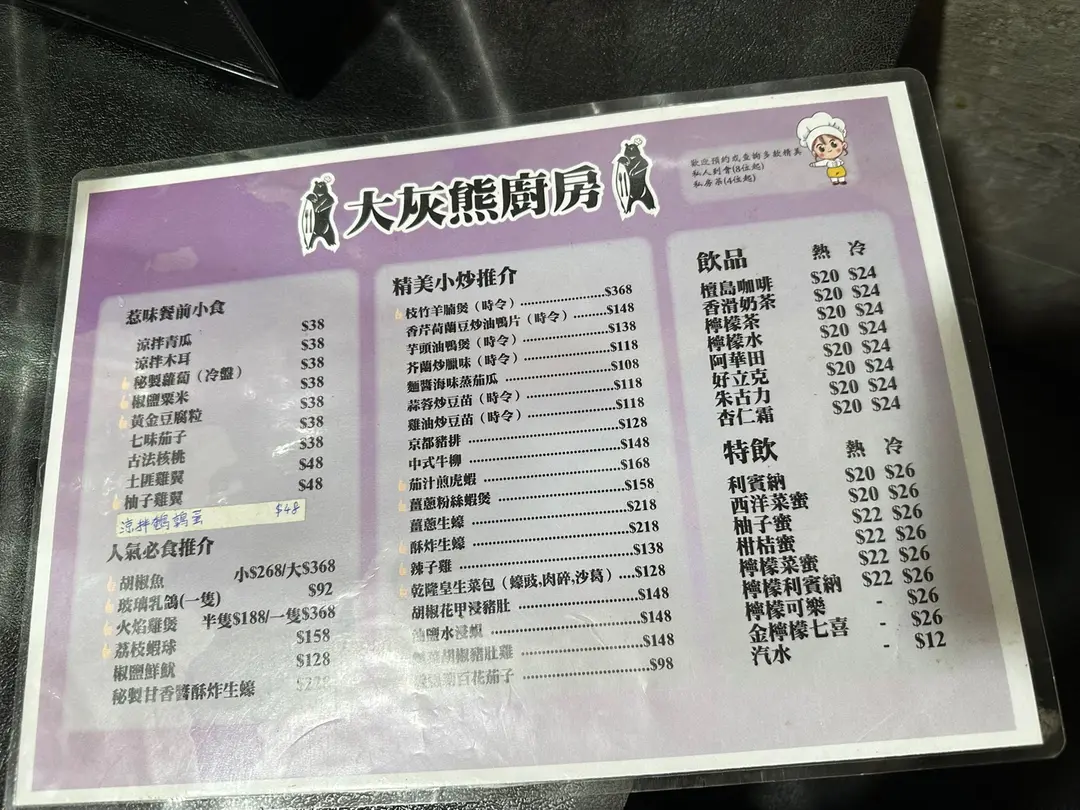 大灰熊廚房
歡迎預約或查詢多款精美
私人到會(8位起)
私房菜(4位起)
惹味餐前小食
涼拌青瓜 $38
涼拌木耳 $38
秘製蘿蔔（冷盤） $38
椒鹽粟米 $38
黃金豆腐粒 $38
七味茄子 $38
古法核桃 $38
土匪雞翼 $48
柚子雞翼 $48
涼拌鵪鶉蛋 $48
人氣必食推介
胡椒魚 小$268/大$368
玻璃乳鴿(一隻) $92
火焰雞煲 半隻$188/一隻$368
荔枝蝦球 $158
椒鹽鮮魷 $128
秘製甘香醬酥炸生蠔
精美小炒推介
枝竹羊腩煲（時令）$368
香芹荷蘭豆炒油鴨片（時令）$148
芋頭油鴨煲（時令）$138
芥蘭炒臘味（時令）$118
麵醬海味蒸茄瓜 $108
蒜蓉炒豆苗（時令）$118
雞油炒豆苗（時令）$118
京都豬排 $128
中式牛柳 $148
茄汁煎虎蝦 $168
薑蔥粉絲蝦煲 $158
薑蔥生蠔 $218
酥炸生蠔 $218
辣子雞 $138
乾隆皇生菜包（蠔豉,肉碎,沙葛）$128
胡椒花甲浸豬肚 $148
鹽水浸蜆 $148
胡椒豬肚雞 $148
百花茄子 $98
飲品 熱 冷
檀島咖啡 $20 $24
香滑奶茶 $20 $24
檸檬茶 $20 $24
檸檬水 $20 $24
阿華田 $20 $24
好立克 $20 $24
朱古力 $20 $24
杏仁霜 $20 $24
特飲 熱 冷
利賓納 $20 $26
西洋菜蜜 $20 $26
柚子蜜 $22 $26
柑桔蜜 $22 $26
檸檬菜蜜 $22 $26
檸檬利賓納 $22 $26
檸檬可樂 - $26
金檸檬七喜 - $26
汽水 - $12